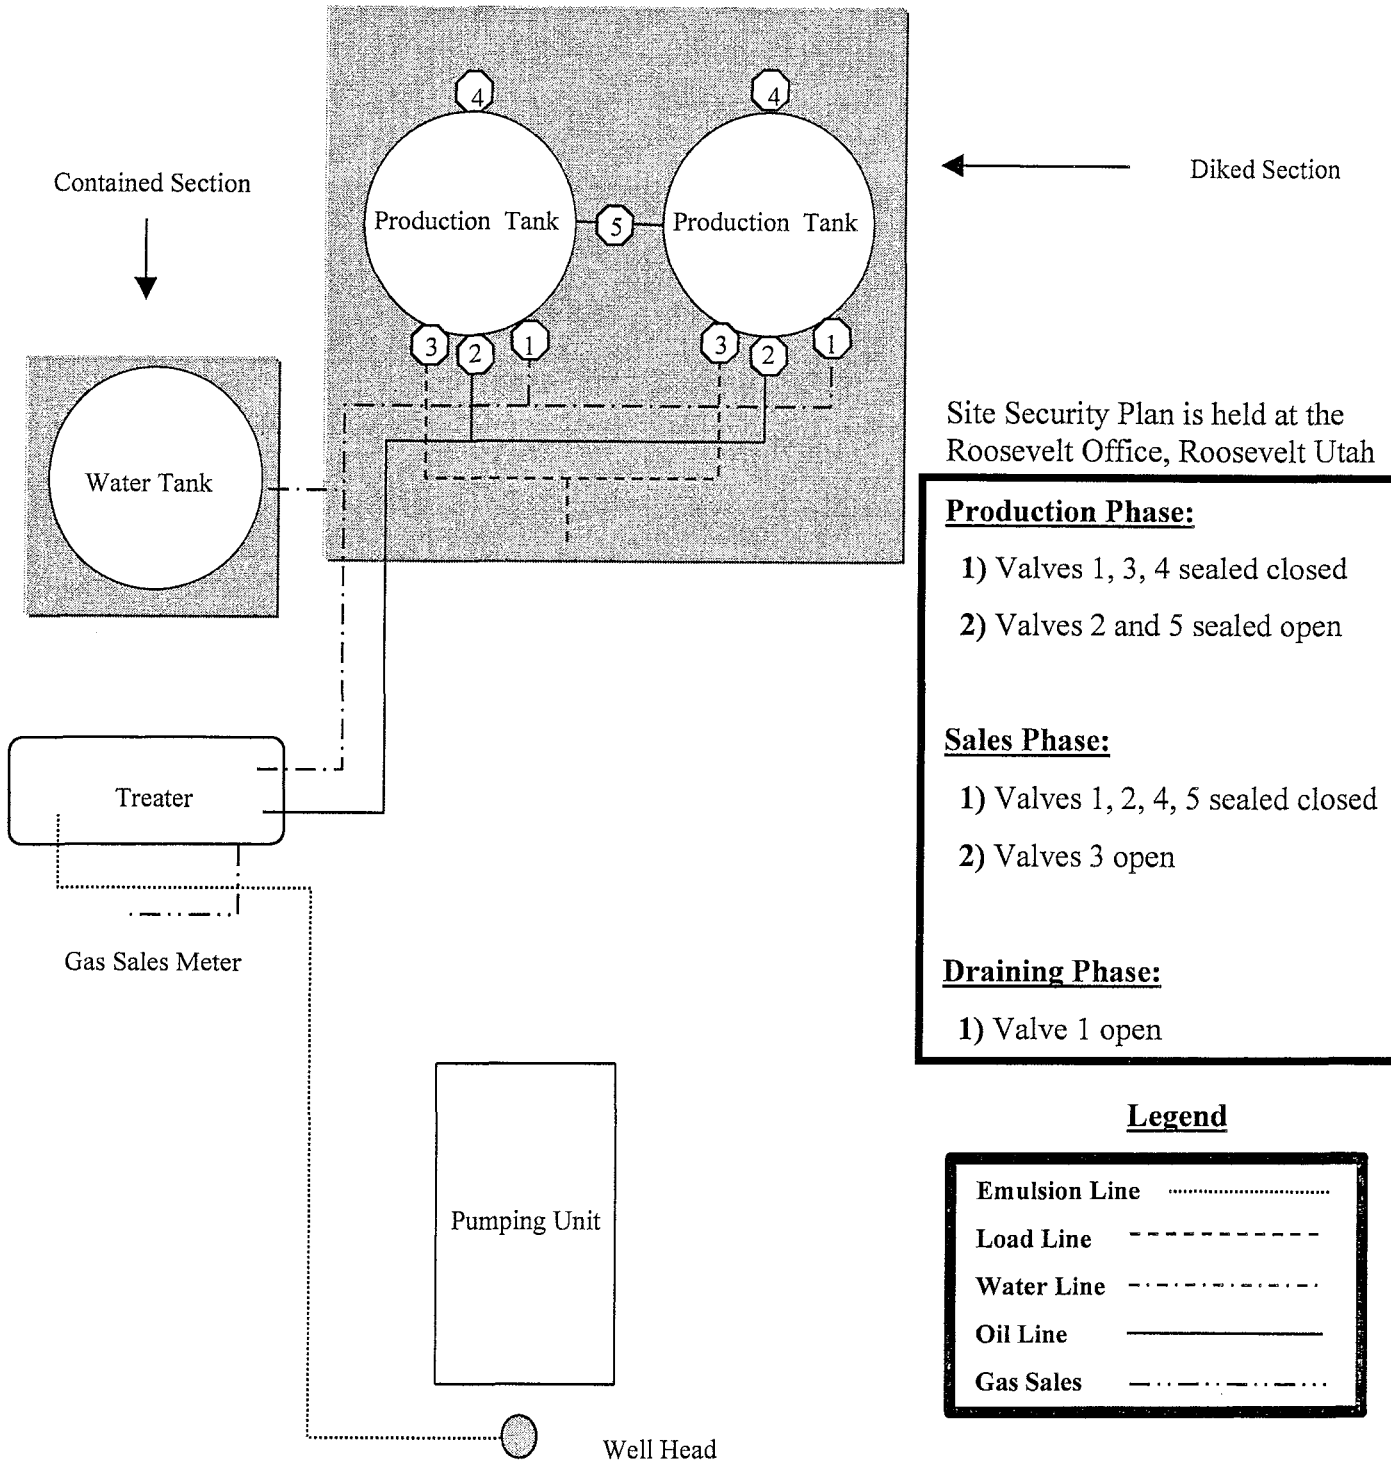 4
4
Contained Section
Diked Section
Production Tank
5
Production Tank
3
2
1
3
2
1
Water Tank
Site Security Plan is held at the
Roosevelt Office, Roosevelt Utah
Production Phase:
1) Valves 1, 3, 4 sealed closed
2) Valves 2 and 5 sealed open
Sales Phase:
1) Valves 1, 2, 4, 5 sealed closed
2) Valves 3 open
Draining Phase:
1) Valve 1 open
Treater
Gas Sales Meter
Pumping Unit
Well Head
Legend
Emulsion Line
Load Line
Water Line
Oil Line
Gas Sales